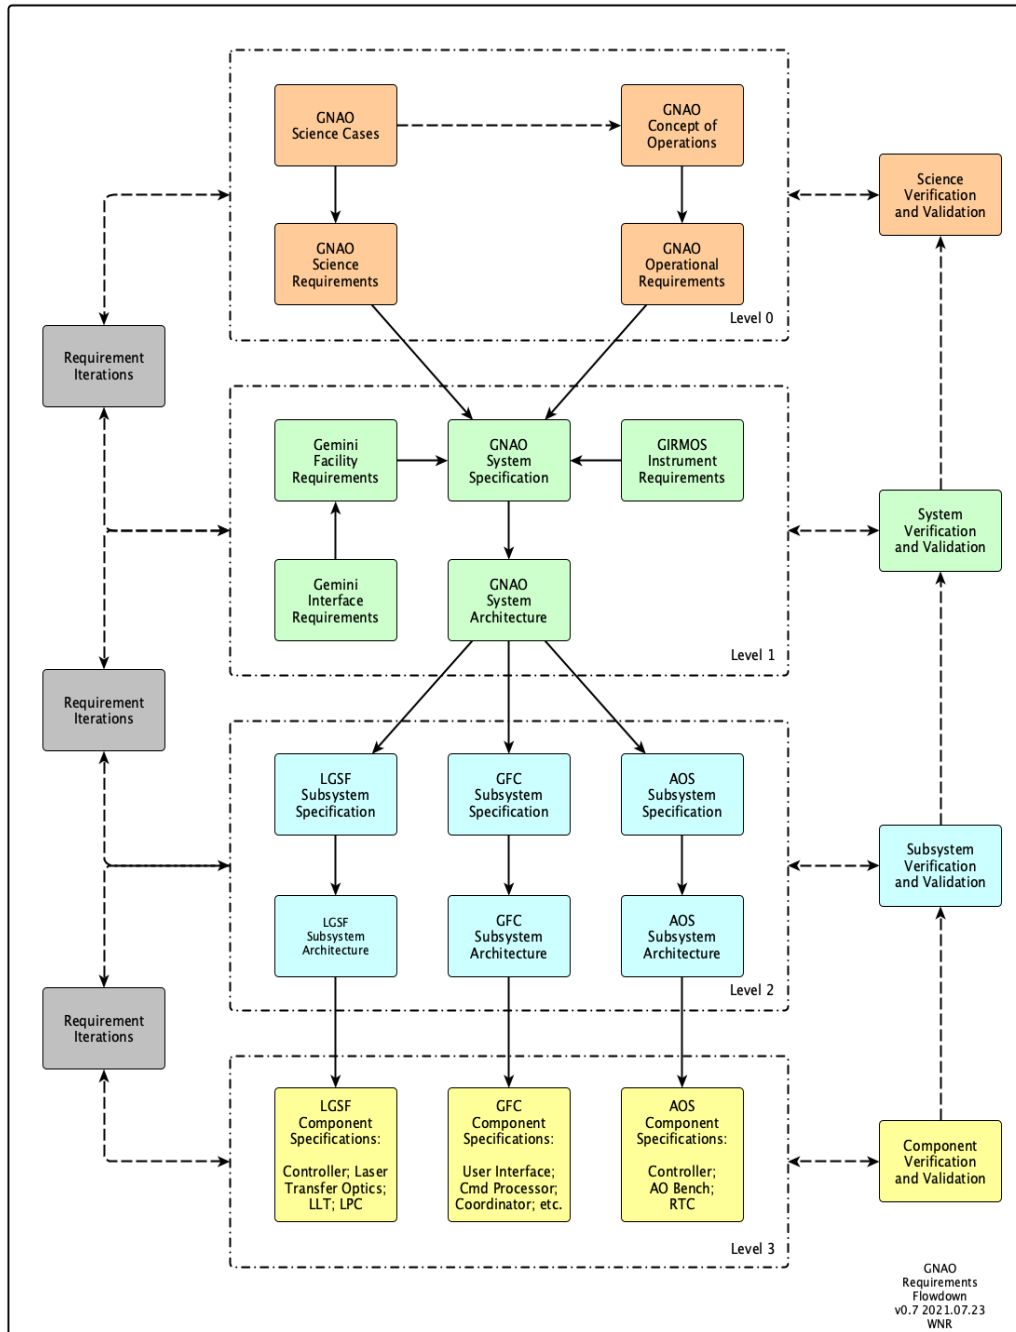 GNAO
Science Cases
GNAO
Concept of
Operations
Science
Verification
and Validation
GNAO
Science
Requirements
GNAO
Operational
Requirements
Level 0
Requirement
Iterations
Gemini
Facility
Requirements
GNAO
System
Specification
GIRMOS
Instrument
Requirements
System
Verification
and Validation
Gemini
Interface
Requirements
GNAO
System
Architecture
Level 1
Requirement
Iterations
LGSF
Subsystem
Specification
GFC
Subsystem
Specification
AOS
Subsystem
Specification
Subsystem
Verification
and Validation
LGSF
Subsystem
Architecture
GFC
Subsystem
Architecture
AOS
Subsystem
Architecture
Level 2
Requirement
Iterations
LGSF
Component
Specifications:
Controller; Laser
Transfer Optics;
LLT; LPC
GFC
Component
Specifications:
User Interface;
Cmd Processor;
Coordinator; etc.
AOS
Component
Specifications:
Controller;
AO Bench;
RTC
Component
Verification
and Validation
Level 3
GNAO
Requirements
Flowdown
v0.7 2021.07.23
WNR